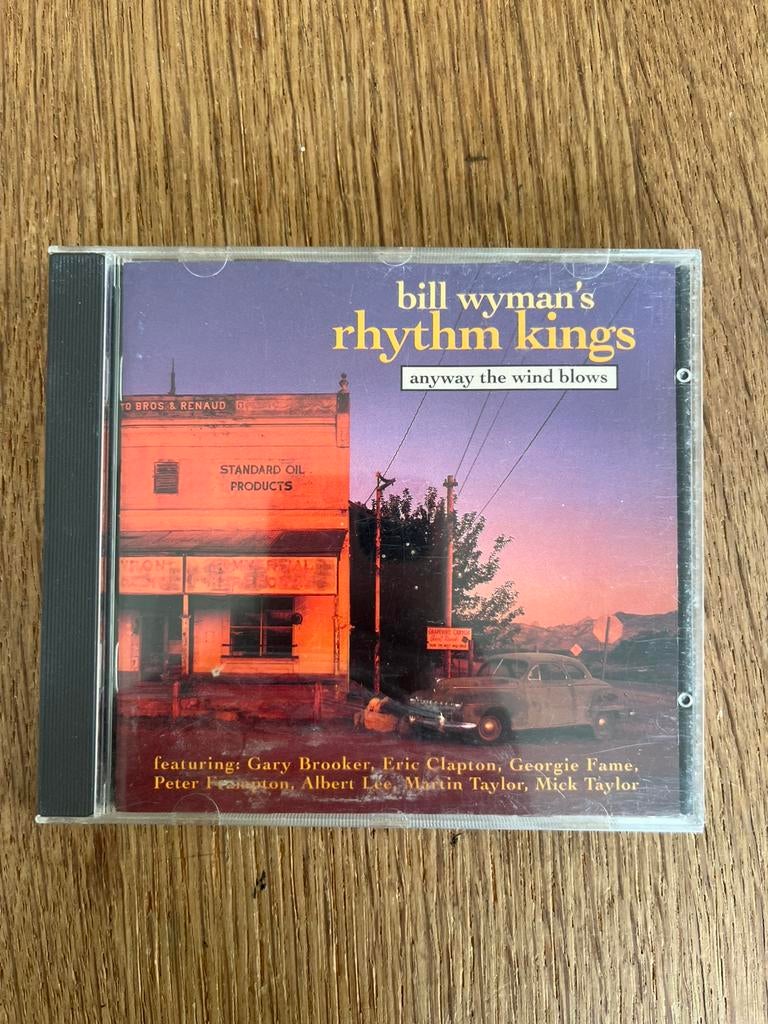 bill wyman's
rhythm kings
anyway the wind blows
O BROS & RENAUD
STANDARD OIL
PRODUCTS
featuring: Gary Brooker, Eric Clapton, Georgie Fame,
Peter Frampton, Albert Lee, Martin Taylor, Mick Taylor